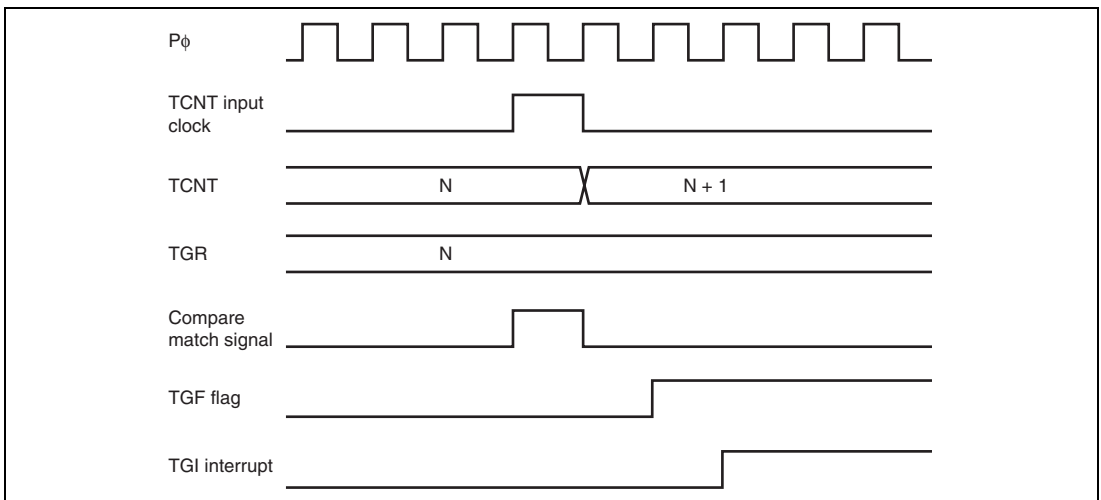 Pϕ
TCNT input
clock
TCNT
N
N + 1
TGR
N
Compare
match signal
TGF flag
TGI interrupt